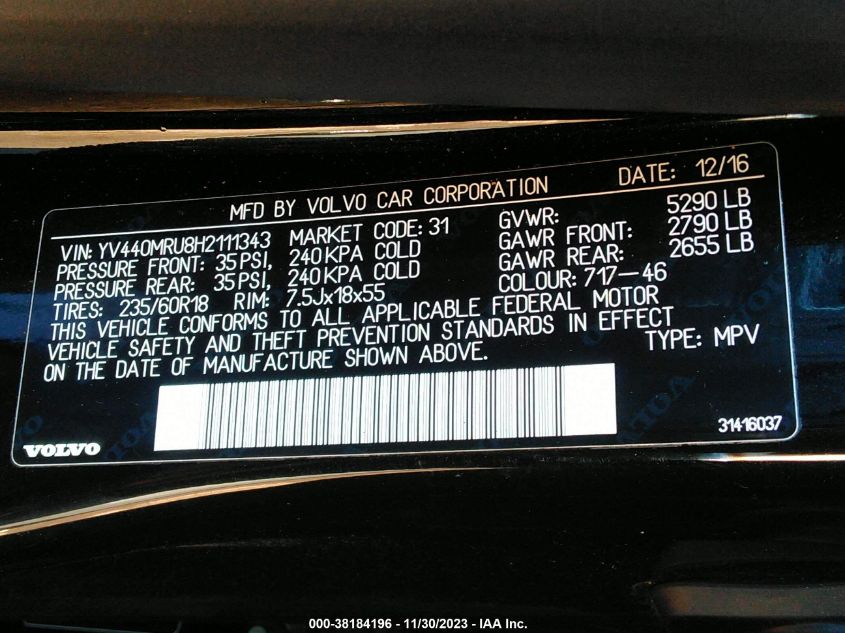 MFD BY VOLVO CAR CORPORATION DATE: 12/16
VIN: YV440MRU8H2111343 MARKET CODE: 31 GVWR: 5290 LB
PRESSURE FRONT: 35PSI, 240KPA COLD GAWR FRONT: 2790 LB
PRESSURE REAR: 35PSI, 240KPA COLD GAWR REAR: 2655 LB
TIRES: 235/60R18 RIM: 7.5Jx18x55 COLOUR: 717-46
THIS VEHICLE CONFORMS TO ALL APPLICABLE FEDERAL MOTOR
VEHICLE SAFETY AND THEFT PREVENTION STANDARDS IN EFFECT
ON THE DATE OF MANUFACTURE SHOWN ABOVE. TYPE: MPV
VOLVO 31416037
000-38184196 - 11/30/2023 - IAA Inc.